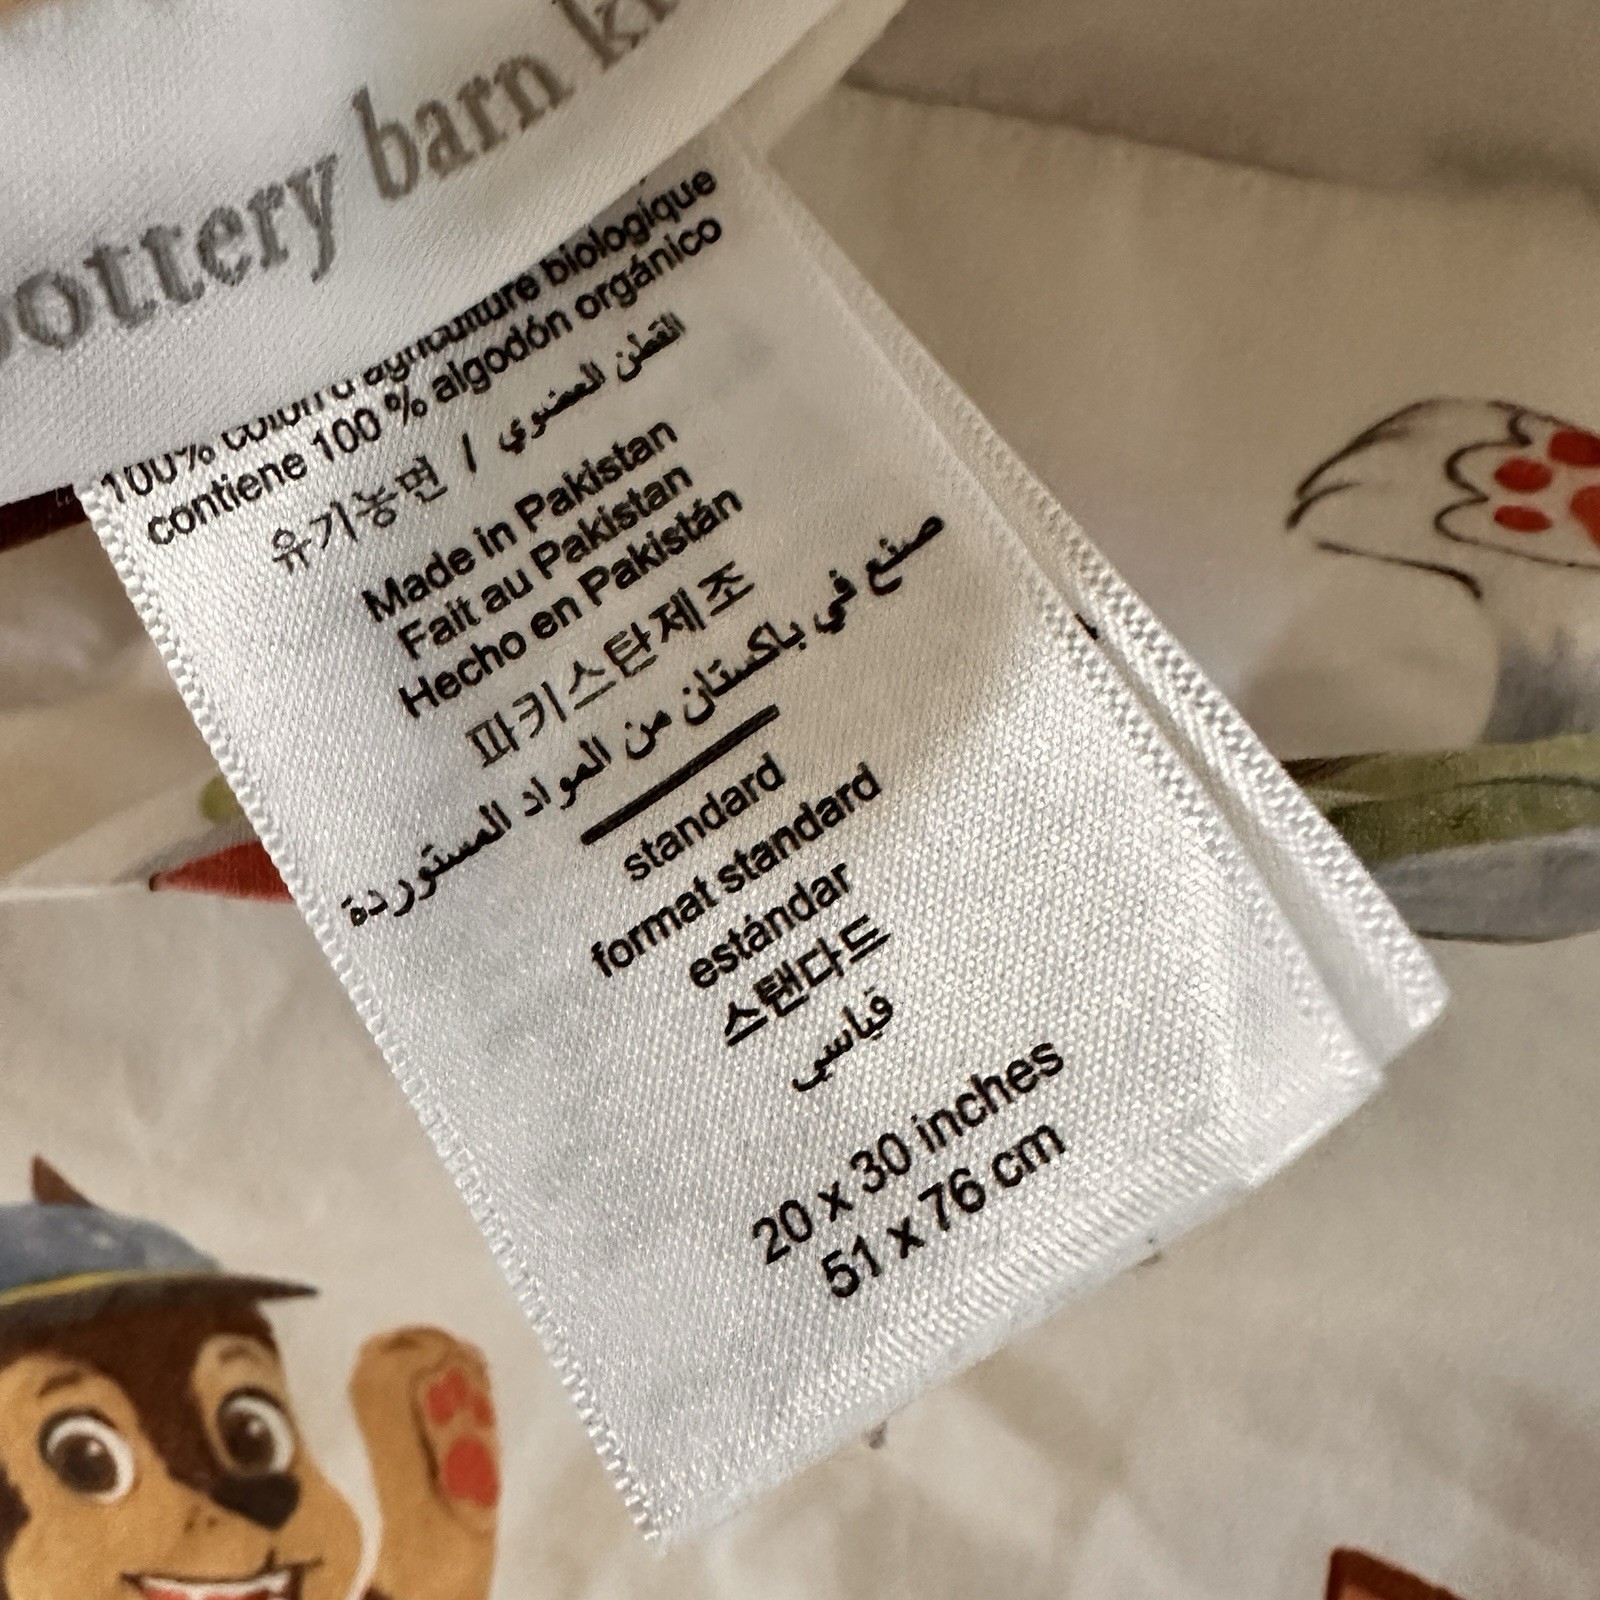 pottery barn
100% coton d'agriculture biologique
contiene 100 % algodón orgánico
유기농면 / القطن العضوي
Made in Pakistan
Fait au Pakistan
Hecho en Pakistán
파키스탄제조
صنع في باكستان من المواد المستوردة
standard
format standard
estándar
스탠다드
قياسي
20 x 30 inches
51 x 76 cm